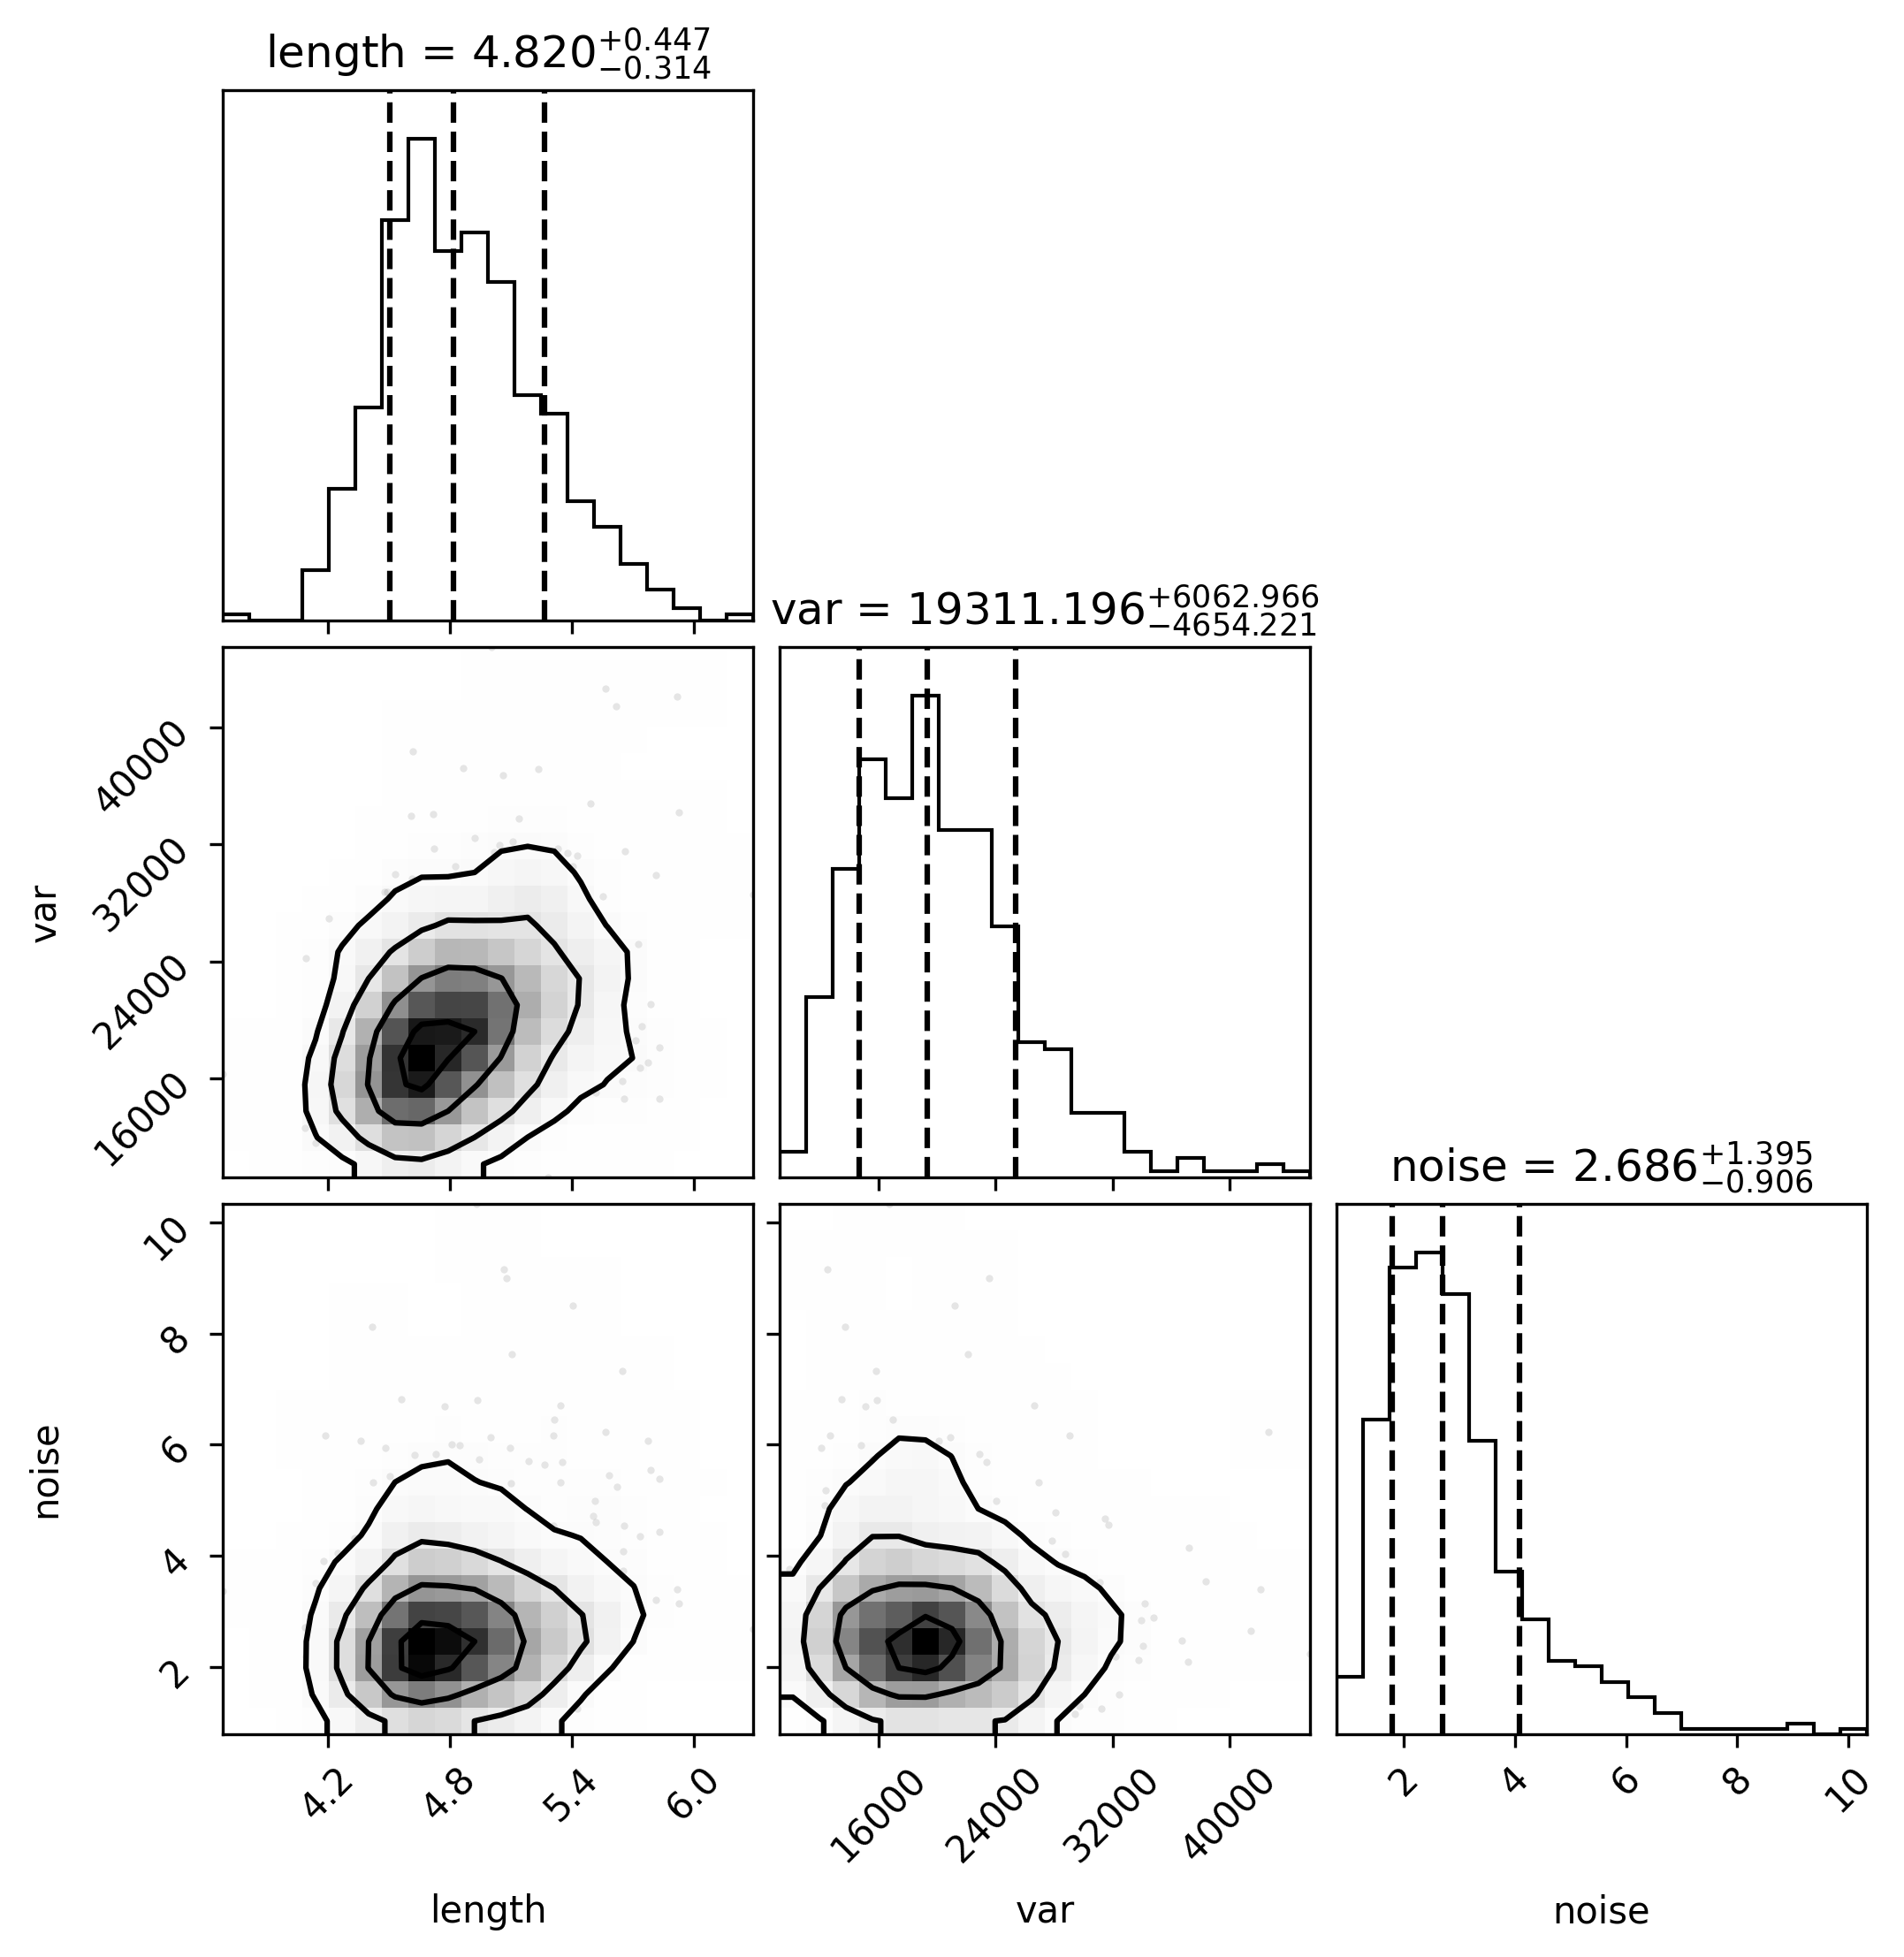 length = 4.820 +0.447 −0.314
var = 19311.196 +6062.966 −4654.221
40000
32000
24000
16000
var
noise = 2.686 +1.395 −0.906
10
8
6
4
2
noise
4.2 4.8 5.4 6.0 16000 24000 32000 40000 2 4 6 8 10
length var noise